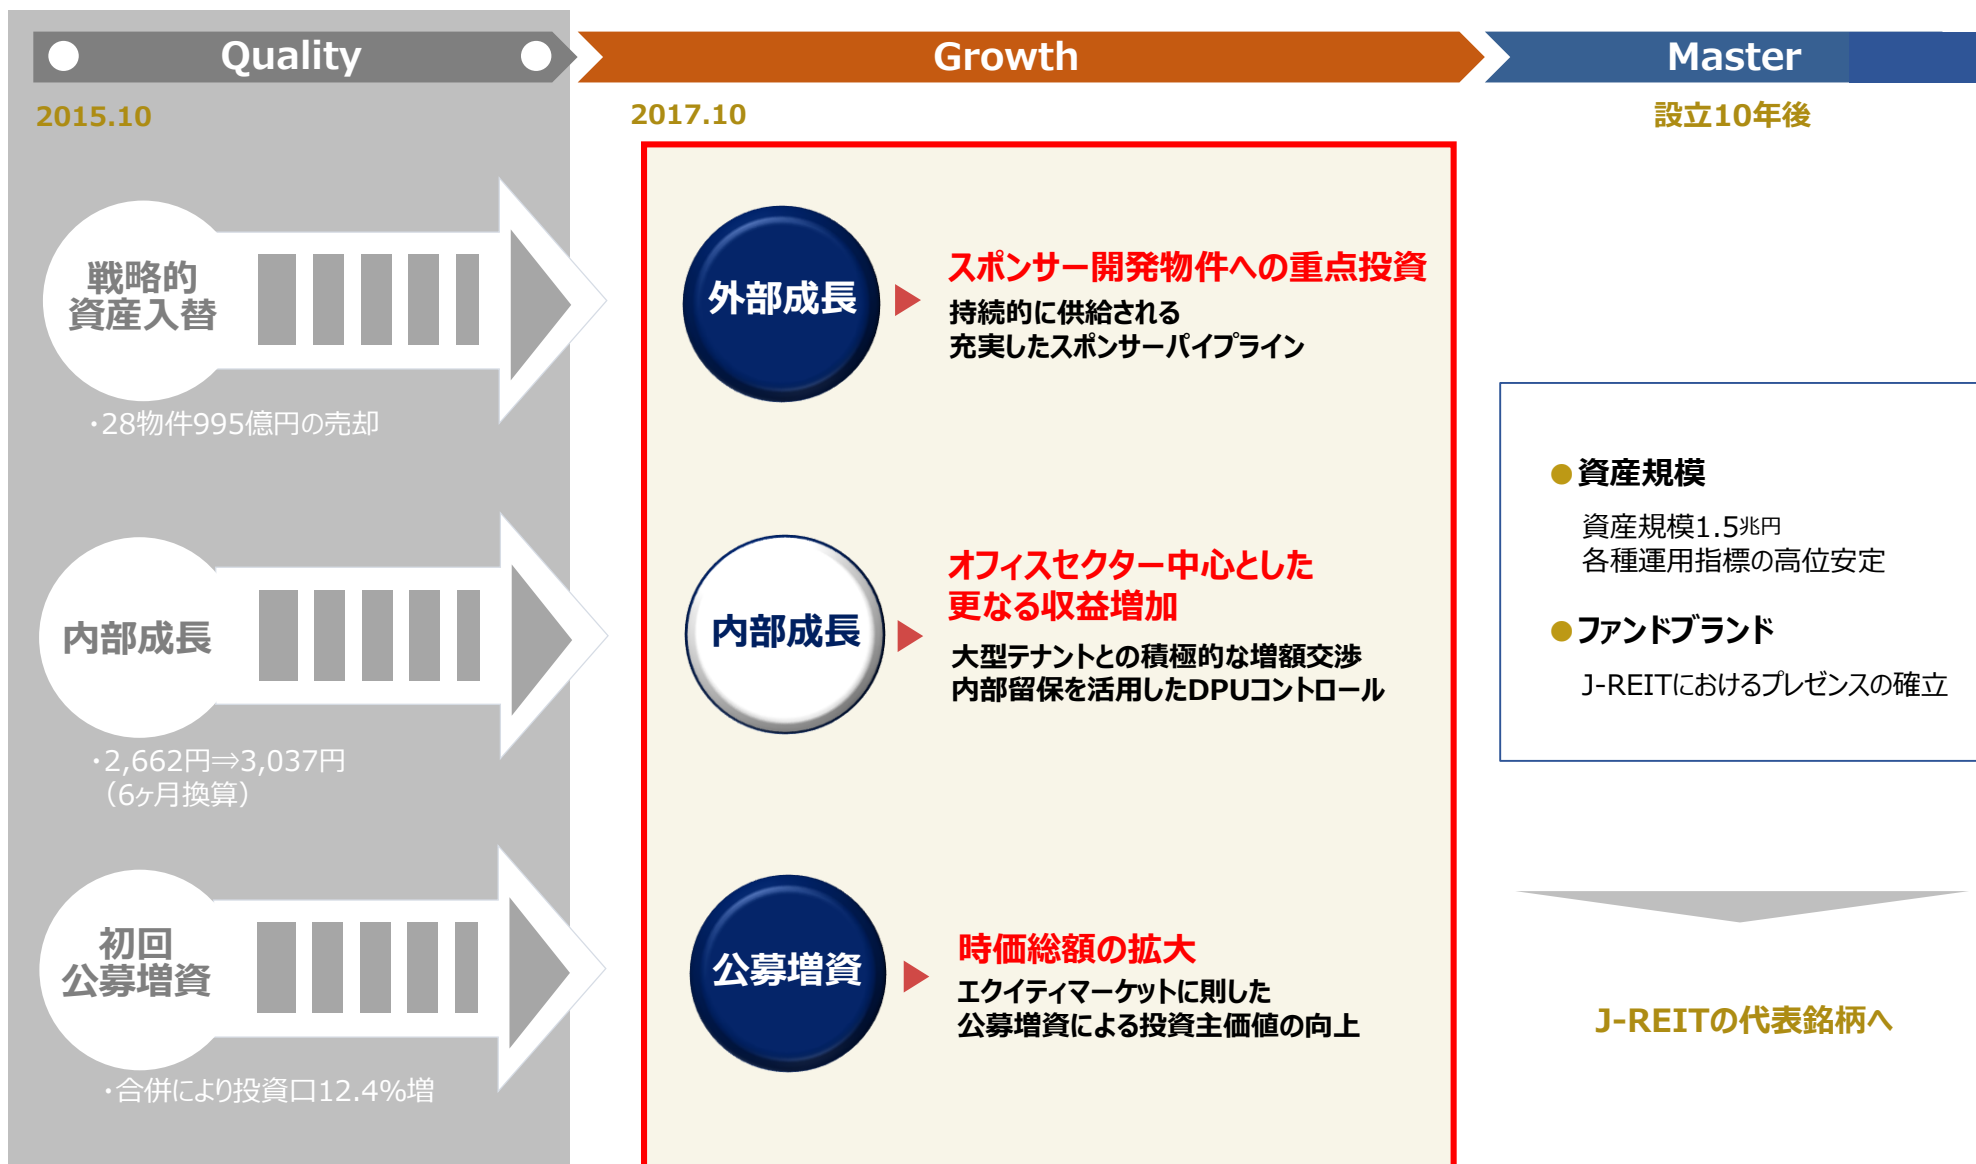 Quality
Growth
Master
2015.10
2017.10
設立10年後
戦略的
資産入替
・28物件995億円の売却
内部成長
・2,662円⇒3,037円
（6ヶ月換算）
初回
公募増資
・合併により投資口12.4%増
外部成長
スポンサー開発物件への重点投資
持続的に供給される
充実したスポンサーパイプライン
内部成長
オフィスセクター中心とした
更なる収益増加
大型テナントとの積極的な増額交渉
内部留保を活用したDPUコントロール
公募増資
時価総額の拡大
エクイティマーケットに則した
公募増資による投資主価値の向上
●資産規模
資産規模1.5兆円
各種運用指標の高位安定
●ファンドブランド
J-REITにおけるプレゼンスの確立
J-REITの代表銘柄へ